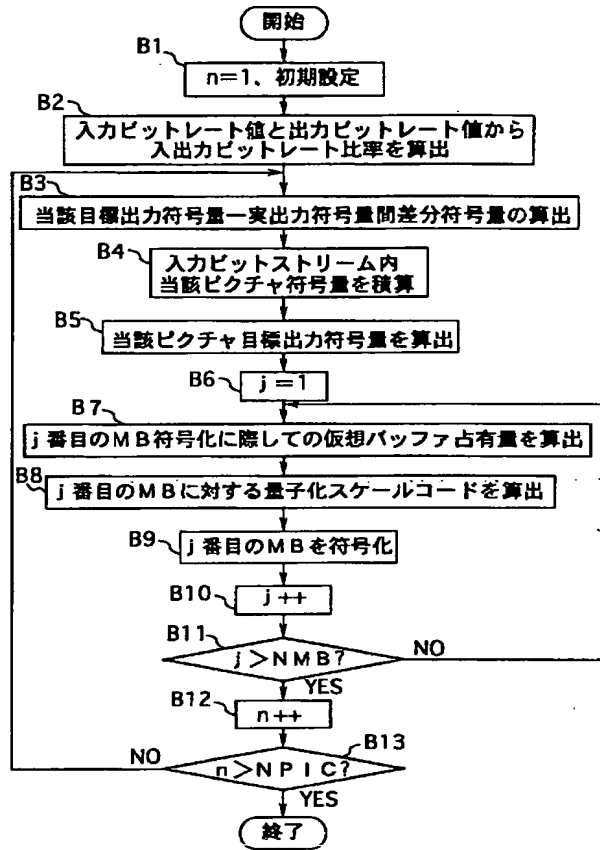 開始
B1
n=1、初期設定
B2
入力ビットレート値と出力ビットレート値から
入出力ビットレート比率を算出
B3
当該目標出力符号量ー実出力符号量間差分符号量の算出
B4
入力ビットストリーム内
当該ピクチャ符号量を積算
B5
当該ピクチャ目標出力符号量を算出
B6
j=1
B7
j番目のMB符号化に際しての仮想バッファ占有量を算出
B8
j番目のMBに対する量子化スケールコードを算出
B9
j番目のMBを符号化
B10
j++
B11
j>NMB?
NO
YES
B12
n++
B13
NO
n>NPIC?
YES
終了